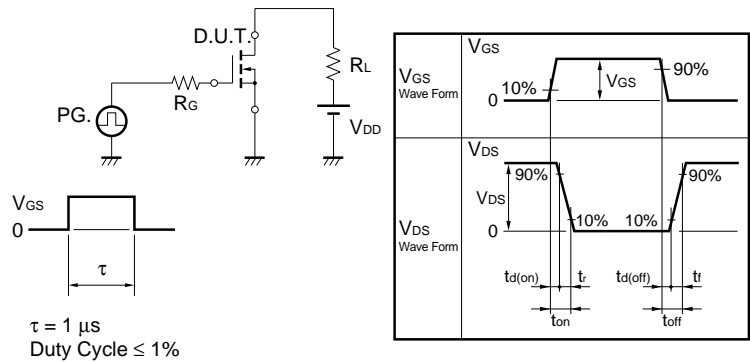 D.U.T.
RL
RG
PG.
VDD
VGS
0
τ
τ = 1 μs
Duty Cycle ≤ 1%
VGS
Wave Form
VGS
10%
90%
VGS
0
VDS
Wave Form
VDS
90%
90%
VDS
10%
10%
0
td(on)
tr
td(off)
tf
ton
toff